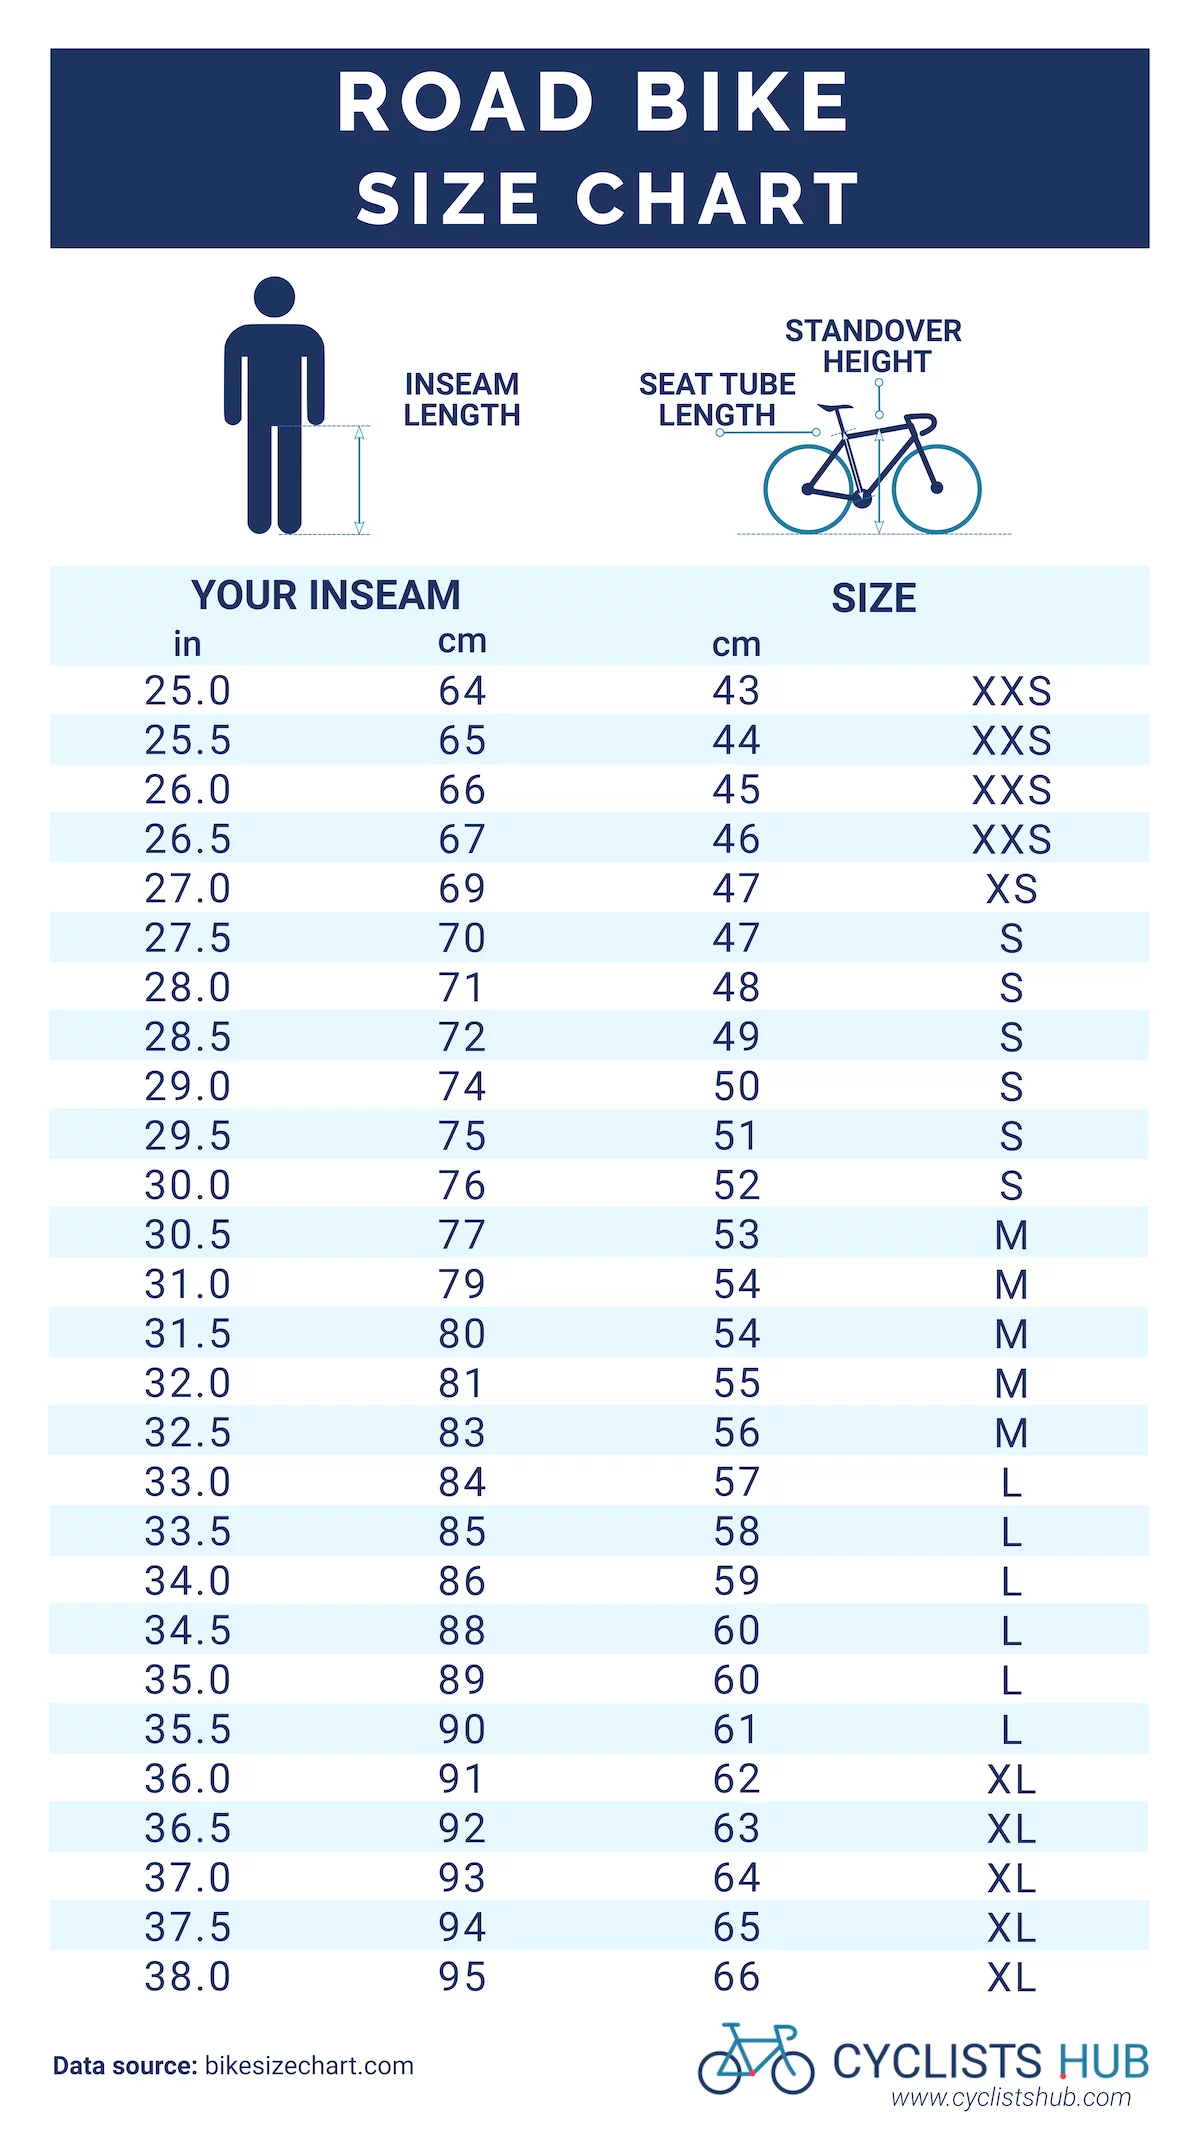 ROAD BIKE
SIZE CHART
STANDOVER
HEIGHT
INSEAM
LENGTH
SEAT TUBE
LENGTH
YOUR INSEAM SIZE
in cm cm
25.0 64 43 XXS
25.5 65 44 XXS
26.0 66 45 XXS
26.5 67 46 XXS
27.0 69 47 XS
27.5 70 47 S
28.0 71 48 S
28.5 72 49 S
29.0 74 50 S
29.5 75 51 S
30.0 76 52 S
30.5 77 53 M
31.0 79 54 M
31.5 80 54 M
32.0 81 55 M
32.5 83 56 M
33.0 84 57 L
33.5 85 58 L
34.0 86 59 L
34.5 88 60 L
35.0 89 60 L
35.5 90 61 L
36.0 91 62 XL
36.5 92 63 XL
37.0 93 64 XL
37.5 94 65 XL
38.0 95 66 XL
Data source: bikesizechart.com
CYCLISTS HUB
www.cyclistshub.com